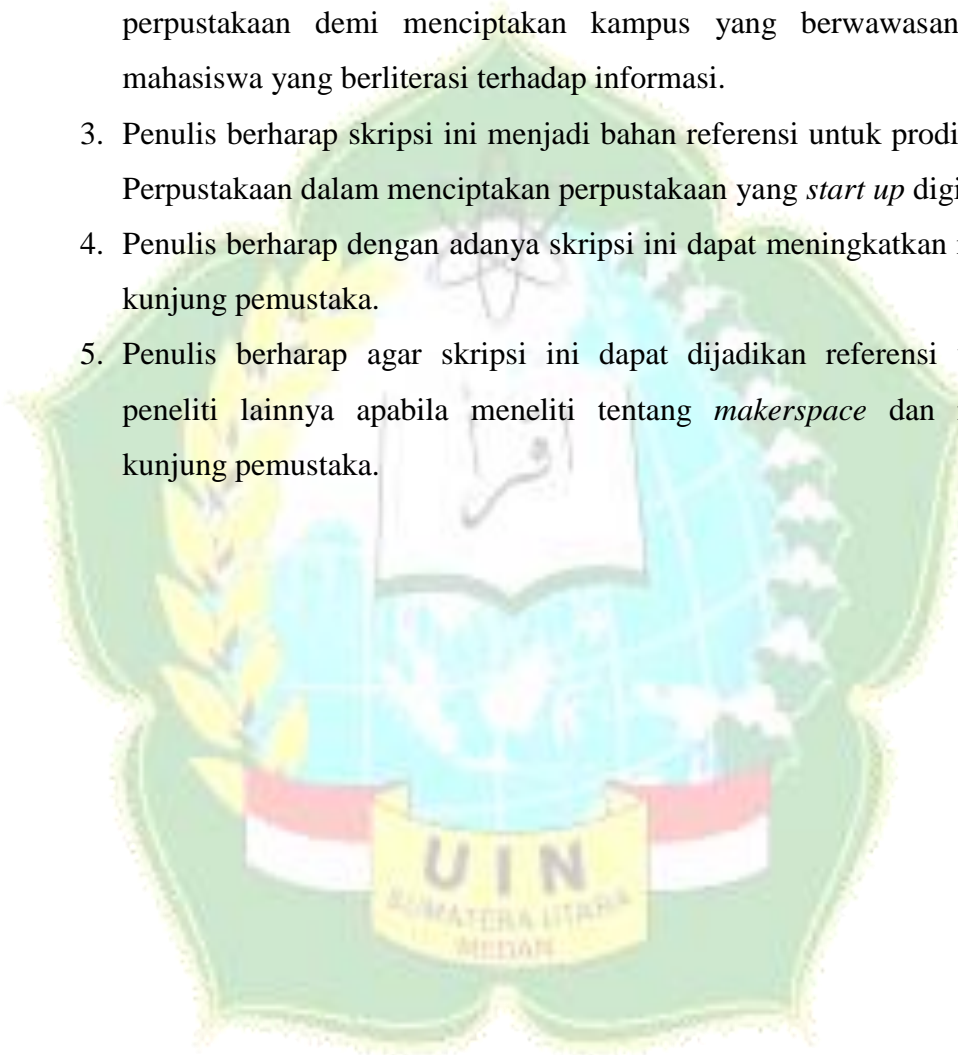 perpustakaan demi menciptakan kampus yang berwawasan
mahasiswa yang berliterasi terhadap informasi.
3. Penulis berharap skripsi ini menjadi bahan referensi untuk prodi
Perpustakaan dalam menciptakan perpustakaan yang start up digi
4. Penulis berharap dengan adanya skripsi ini dapat meningkatkan
kunjung pemustaka.
5. Penulis berharap agar skripsi ini dapat dijadikan referensi
peneliti lainnya apabila meneliti tentang makerspace dan
kunjung pemustaka.
UIN
SUMATERA UTARA
MEDAN